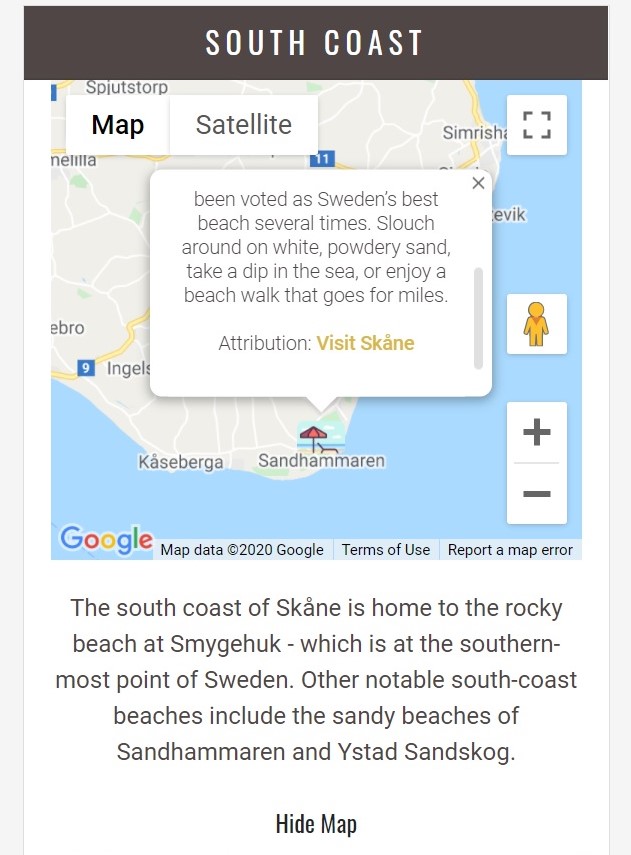 SOUTH COAST
Spjutstorp
Map
Satellite
Simrish
melilla
11
been voted as Sweden's best
beach several times. Slouch
around on white, powdery sand,
take a dip in the sea, or enjoy a
beach walk that goes for miles.
Attribution: Visit Skåne
tevik
ebro
9 Ingels
Kåseberga
Sandhammaren
Google
Map data ©2020 Google
Terms of Use
Report a map error
The south coast of Skåne is home to the rocky
beach at Smygehuk - which is at the southern-
most point of Sweden. Other notable south-coast
beaches include the sandy beaches of
Sandhammaren and Ystad Sandskog.
Hide Map